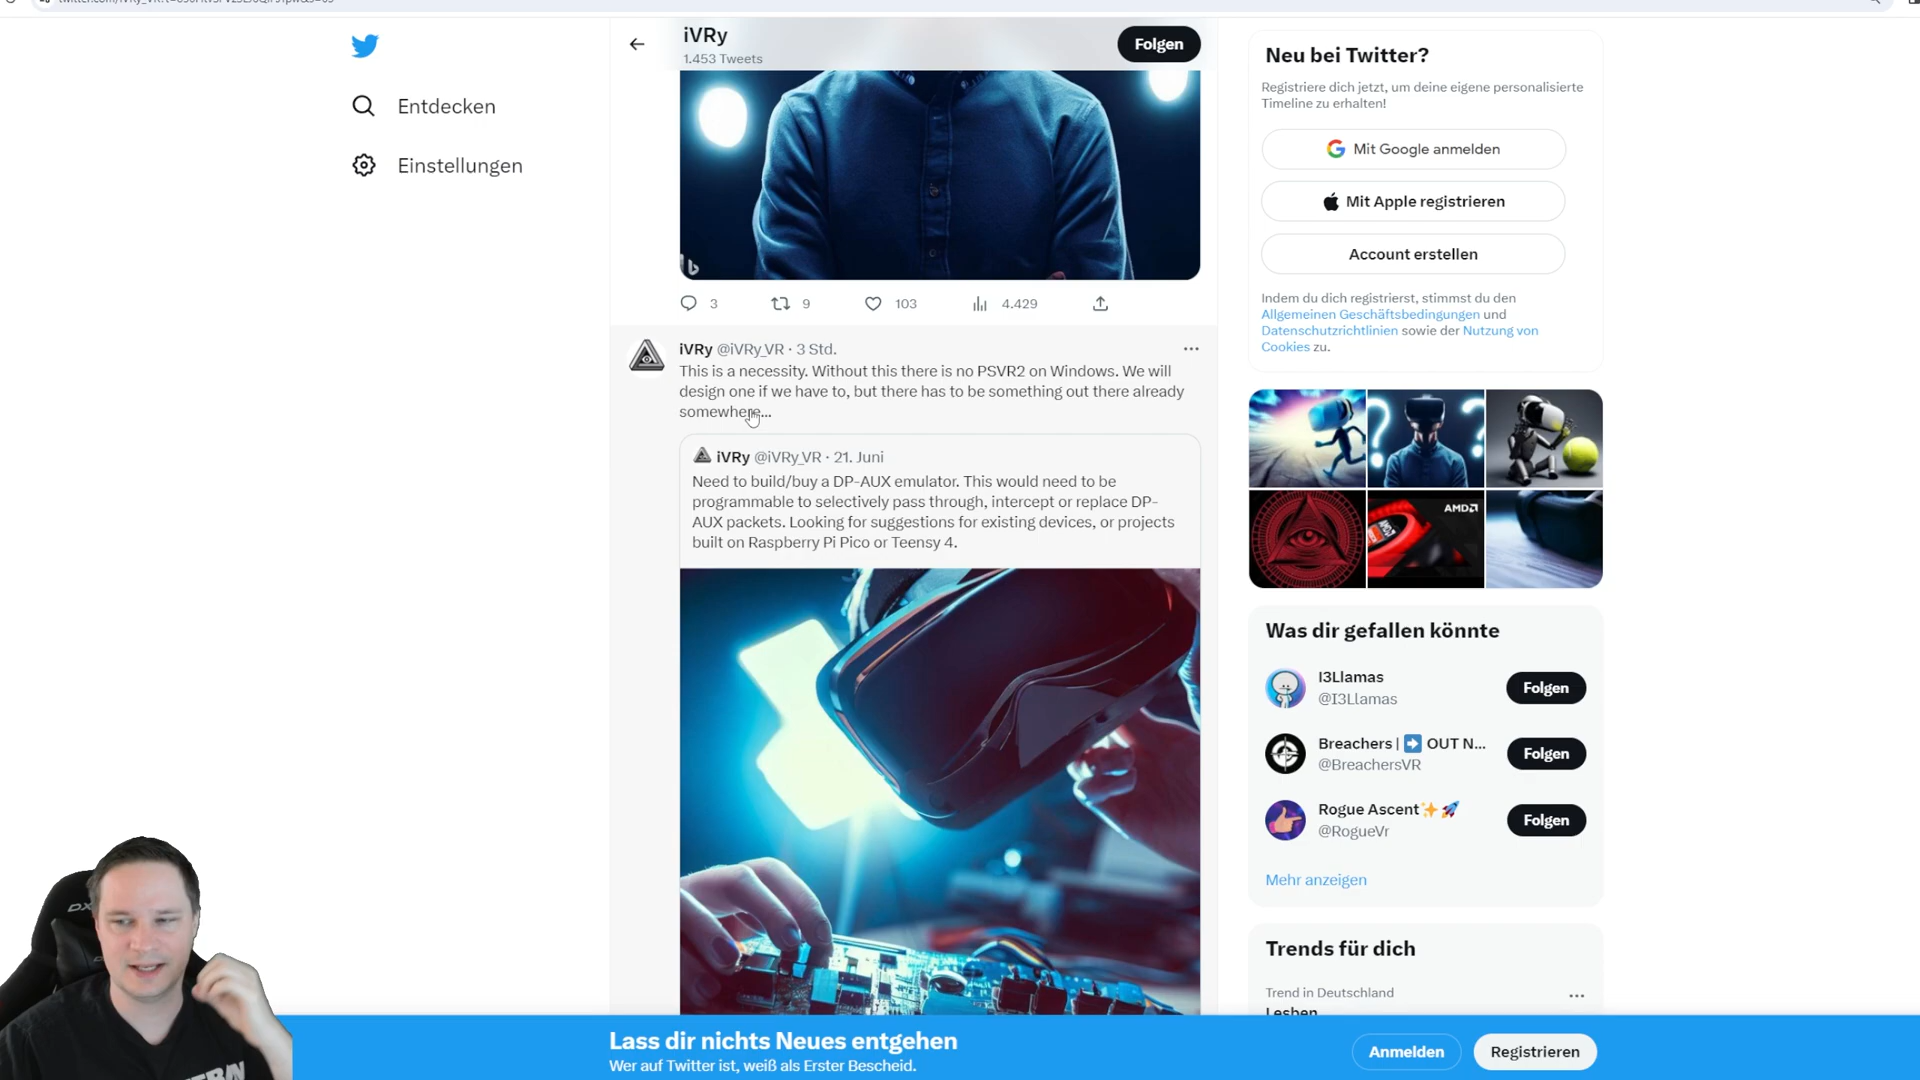 iVRy
1.453 Tweets
Folgen
Entdecken
Einstellungen
3
9
103
4.429
iVRy @iVRy_VR · 3 Std.
This is a necessity. Without this there is no PSVR2 on Windows. We will
design one if we have to, but there has to be something out there already
somewhere...
iVRy @iVRy_VR · 21. Juni
Need to build/buy a DP-AUX emulator. This would need to be
programmable to selectively pass through, intercept or replace DP-
AUX packets. Looking for suggestions for existing devices, or projects
built on Raspberry Pi Pico or Teensy 4.
Neu bei Twitter?
Registriere dich jetzt, um deine eigene personalisierte
Timeline zu erhalten!
Mit Google anmelden
Mit Apple registrieren
Account erstellen
Indem du dich registrierst, stimmst du den
Allgemeinen Geschäftsbedingungen und
Datenschutzrichtlinien sowie der Nutzung von
Cookies zu.
AMD
Was dir gefallen könnte
I3Llamas
@I3Llamas
Folgen
Breachers | ➡️ OUT N...
@BreachersVR
Folgen
Rogue Ascent✨🚀
@RogueVr
Folgen
Mehr anzeigen
Trends für dich
Trend in Deutschland
Lesben
Lass dir nichts Neues entgehen
Wer auf Twitter ist, weiß als Erster Bescheid.
Anmelden
Registrieren